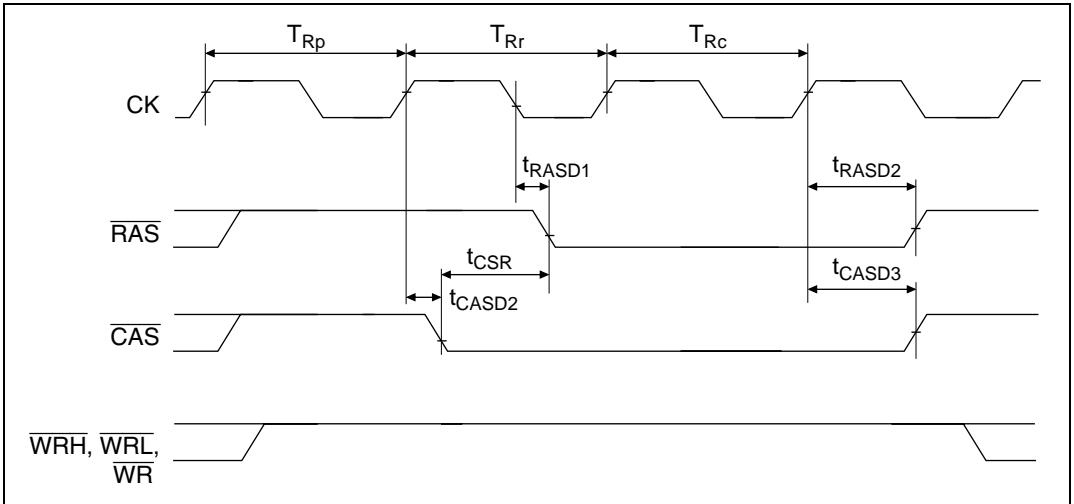 TRp TRr TRc
CK
tRASD1 tRASD2
RAS
tCSR tCASD3
tCASD2
CAS
WRH, WRL,
WR